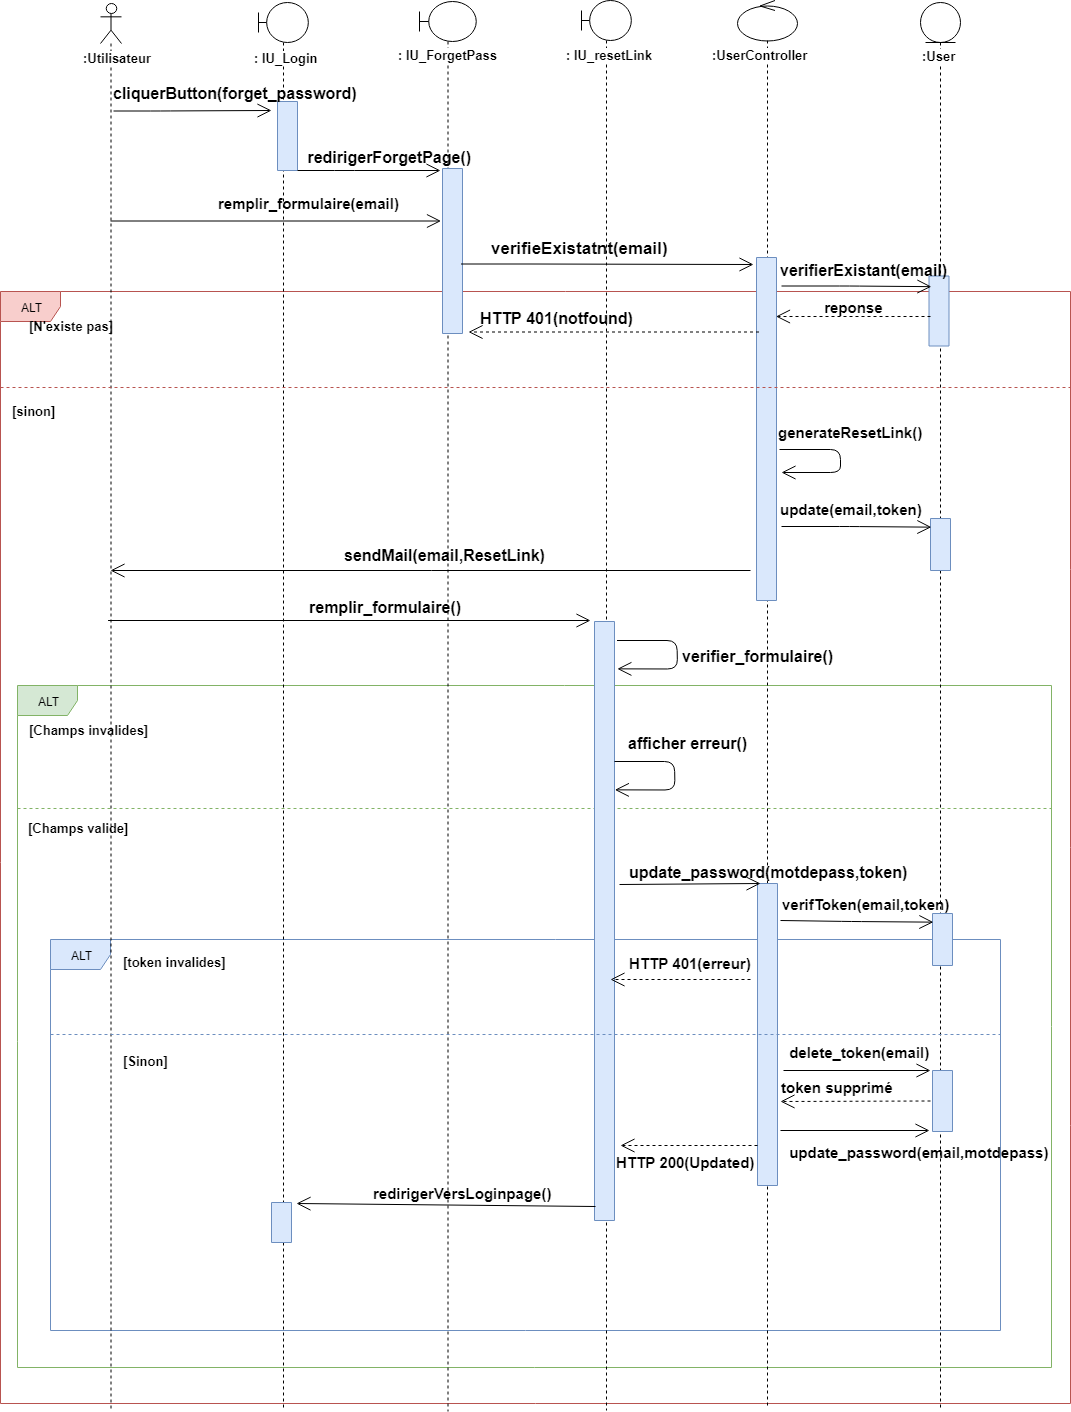 :Utilisateur
: IU_Login
: IU_ForgetPass
: IU_resetLink
:UserController
:User
cliquerButton(forget_password)
redirigerForgetPage()
remplir_formulaire(email)
verifieExistatnt(email)
verifierExistant(email)
ALT
[N'existe pas]
reponse
HTTP 401(notfound)
[sinon]
generateResetLink()
update(email,token)
sendMail(email,ResetLink)
remplir_formulaire()
verifier_formulaire()
ALT
[Champs invalides]
afficher erreur()
[Champs valide]
update_password(motdepass,token)
verifToken(email,token)
ALT
[token invalides]
HTTP 401(erreur)
[Sinon]
delete_token(email)
token supprimé
update_password(email,motdepass)
HTTP 200(Updated)
redirigerVersLoginpage()